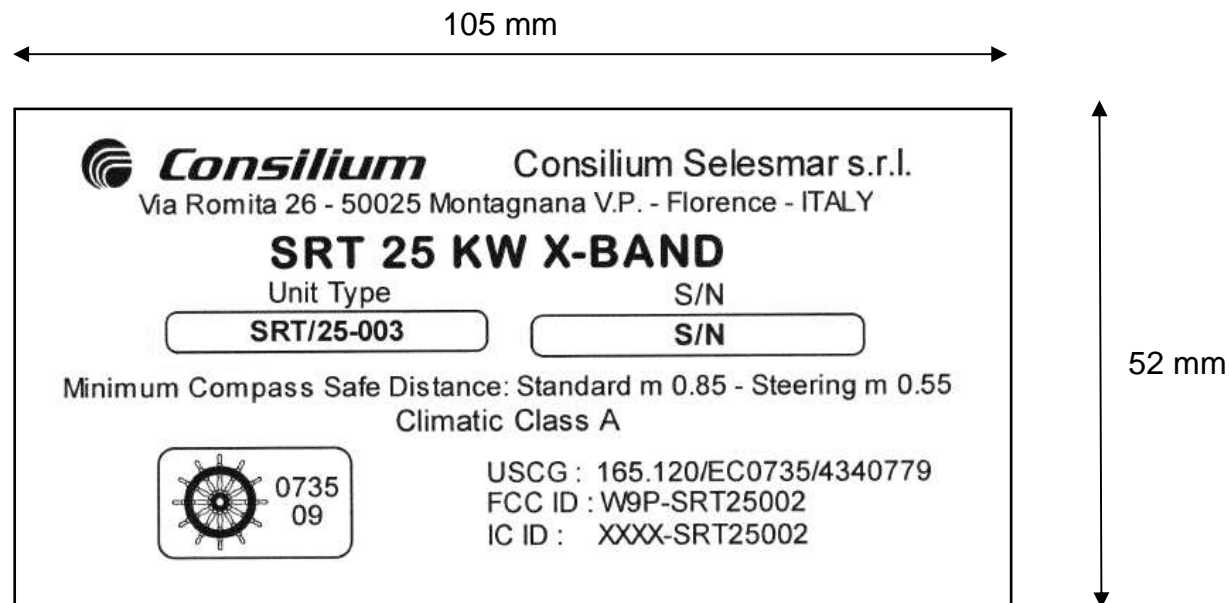 105 mm
Consilium Consilium Selesmar s.r.l.
Via Romita 26 - 50025 Montagnana V.P. - Florence - ITALY
SRT 25 KW X-BAND
Unit Type S/N
SRT/25-003 S/N
52 mm
Minimum Compass Safe Distance: Standard m 0.85 - Steering m 0.55
Climatic Class A
0735
09
USCG : 165.120/EC0735/4340779
FCC ID : W9P-SRT25002
IC ID : XXXX-SRT25002